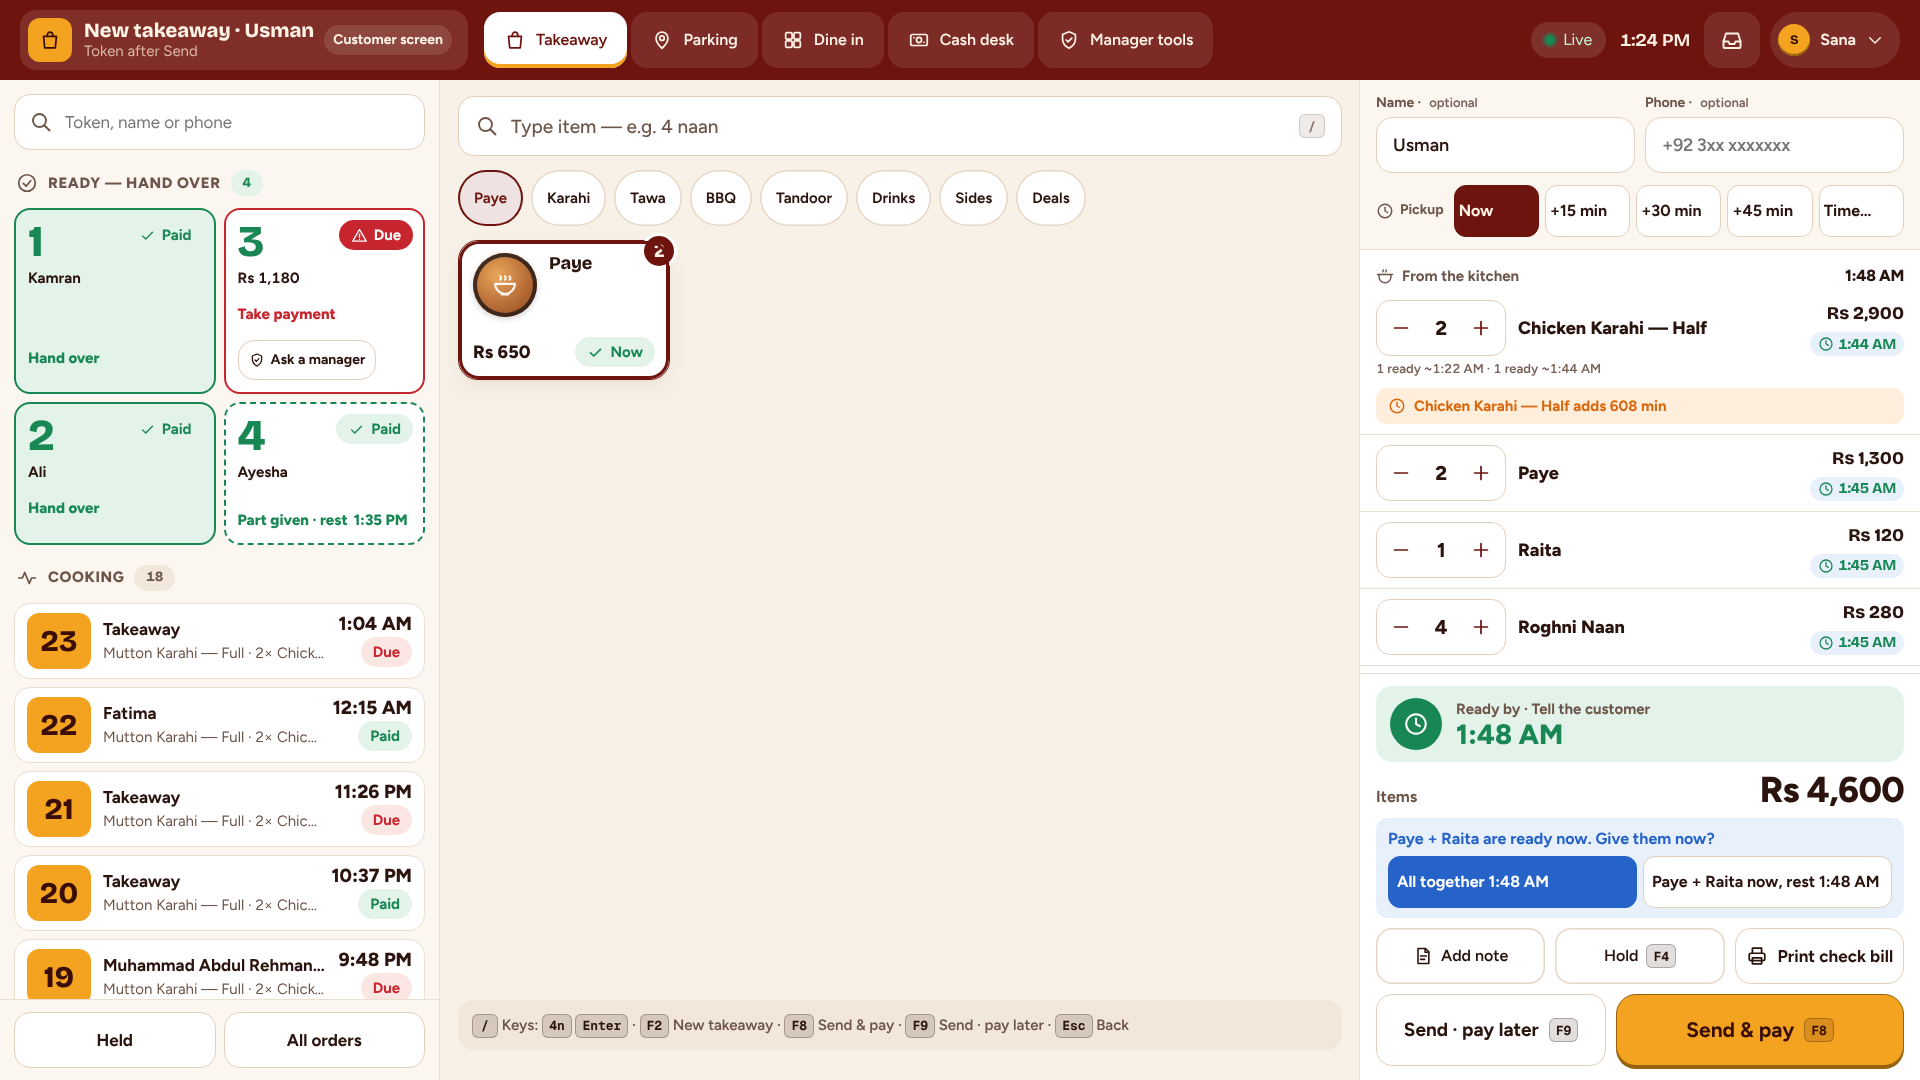 New takeaway · Usman
Token after Send
Customer screen
Takeaway
Parking
Dine in
Cash desk
Manager tools
Live
1:24 PM
S
Sana
Token, name or phone
READY — HAND OVER 4
1
Paid
Kamran
Hand over
3
Due
Rs 1,180
Take payment
Ask a manager
2
Paid
Ali
Hand over
4
Paid
Ayesha
Part given · rest 1:35 PM
COOKING 18
23
Takeaway
1:04 AM
Mutton Karahi — Full · 2× Chick...
Due
22
Fatima
12:15 AM
Mutton Karahi — Full · 2× Chic...
Paid
21
Takeaway
11:26 PM
Mutton Karahi — Full · 2× Chic...
Due
20
Takeaway
10:37 PM
Mutton Karahi — Full · 2× Chic...
Paid
19
Muhammad Abdul Rehman...
9:48 PM
Mutton Karahi — Full · 2× Chic...
Due
Held
All orders
Type item — e.g. 4 naan
/
Paye
Karahi
Tawa
BBQ
Tandoor
Drinks
Sides
Deals
Paye
2
Rs 650
Now
/ Keys: 4n Enter · F2 New takeaway · F8 Send & pay · F9 Send · pay later · Esc Back
Name · optional
Phone · optional
Usman
+92 3xx xxxxxxx
Pickup
Now
+15 min
+30 min
+45 min
Time...
From the kitchen
1:48 AM
2
Chicken Karahi — Half
Rs 2,900
1:44 AM
1 ready ~1:22 AM · 1 ready ~1:44 AM
Chicken Karahi — Half adds 608 min
2
Paye
Rs 1,300
1:45 AM
1
Raita
Rs 120
1:45 AM
4
Roghni Naan
Rs 280
1:45 AM
Ready by · Tell the customer
1:48 AM
Items
Rs 4,600
Paye + Raita are ready now. Give them now?
All together 1:48 AM
Paye + Raita now, rest 1:48 AM
Add note
Hold F4
Print check bill
Send · pay later F9
Send & pay F8